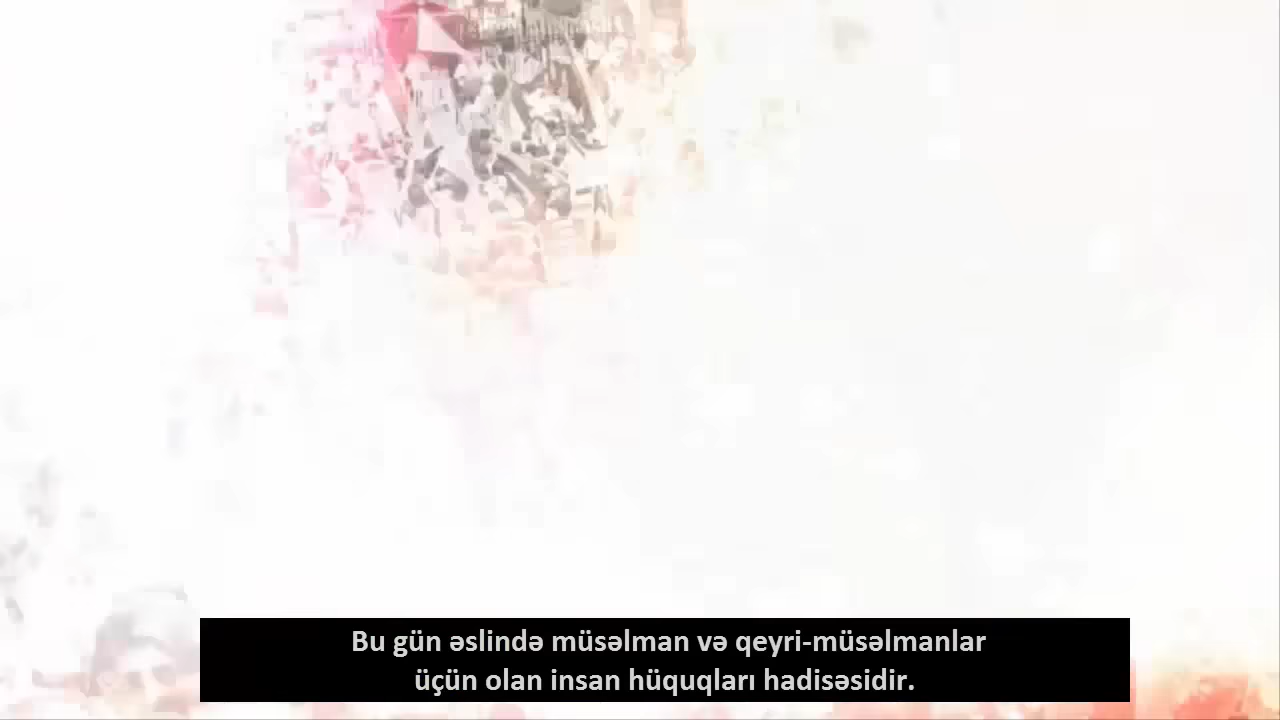 Bu gün əslində müsəlman və qeyri-müsəlmanlar
üçün olan insan hüquqları hadisəsidir.